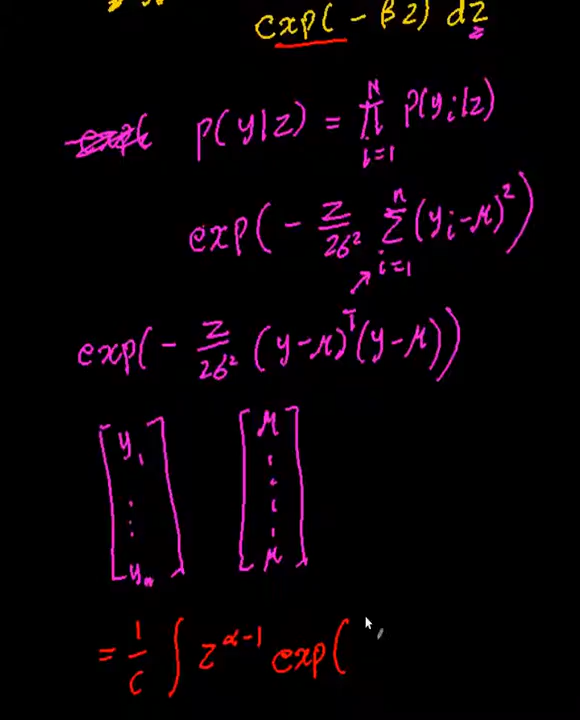 exp(-βz) dz
p(y|z) = ∏_{i=1}^{N} p(y_i|z)
exp(- z/2σ² ∑_{i=1}^{n} (y_i-μ)²)
exp(- z/2σ² (y-μ)ᵀ(y-μ))
[y_1 ⋮ y_n] [μ ⋮ μ]
= 1/C ∫ z^{α-1} exp(